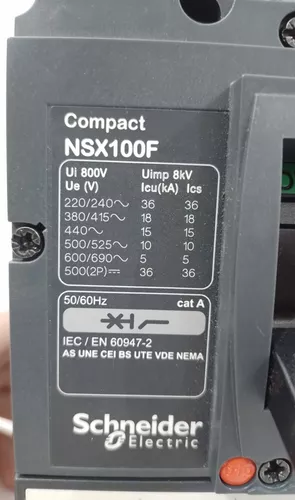 Compact
NSX100F
Ui 800V Uimp 8kV
Ue (V) Icu(kA) Ics
220/240~ 36 36
380/415~ 18 18
440~ 15 15
500/525~ 10 10
600/690~ 5 5
500(2P)⎓ 36 36
50/60Hz cat A
IEC / EN 60947-2
AS UNE CEI BS UTE VDE NEMA
Schneider
Electric